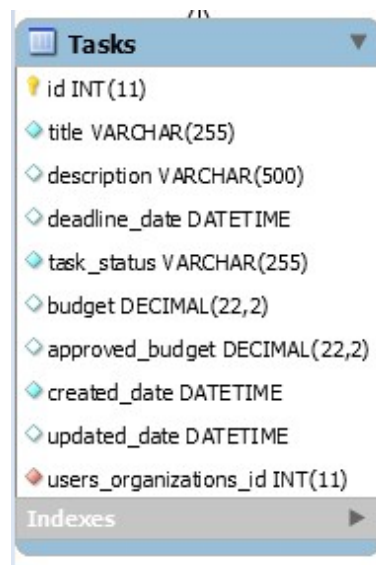 Tasks
id INT(11)
title VARCHAR(255)
description VARCHAR(500)
deadline_date DATETIME
task_status VARCHAR(255)
budget DECIMAL(22,2)
approved_budget DECIMAL(22,2)
created_date DATETIME
updated_date DATETIME
users_organizations_id INT(11)
Indexes